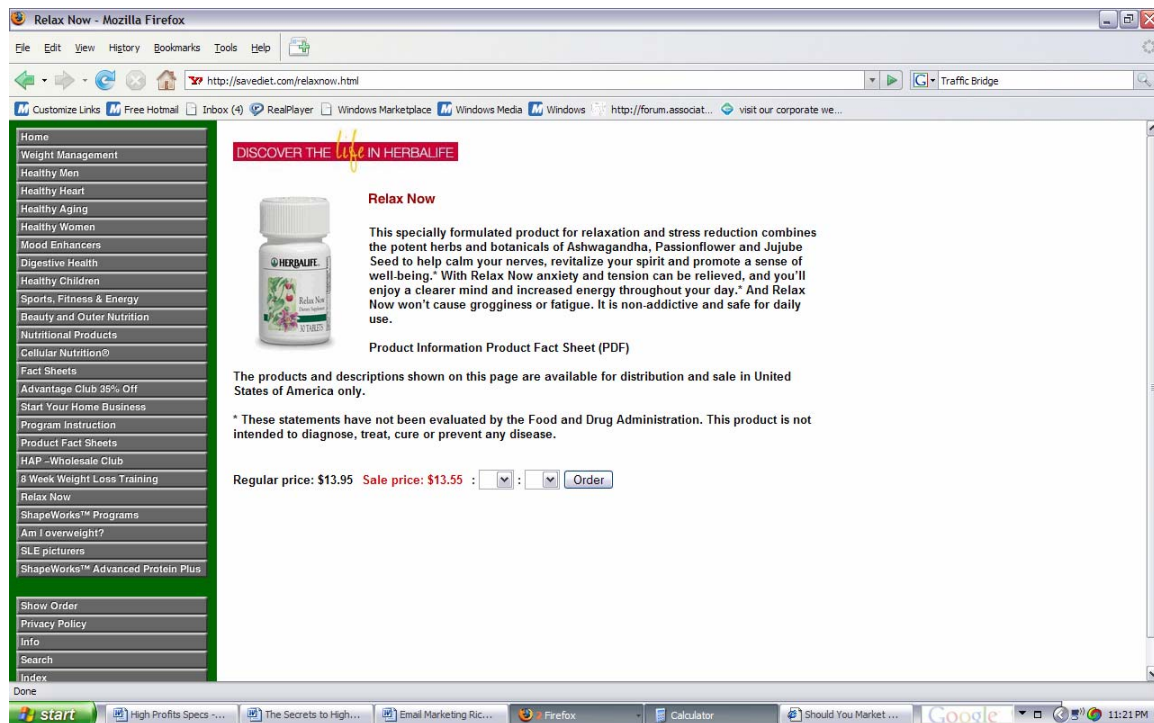 Relax Now - Mozilla Firefox
File Edit View History Bookmarks Tools Help
http://savediet.com/relaxnow.html
Traffic Bridge
Customize Links Free Hotmail Inbox (4) RealPlayer Windows Marketplace Windows Media Windows http://forum.associat... visit our corporate we...
Home
Weight Management
Healthy Men
Healthy Heart
Healthy Aging
Healthy Women
Mood Enhancers
Digestive Health
Healthy Children
Sports, Fitness & Energy
Beauty and Outer Nutrition
Nutritional Products
Cellular Nutrition®
Fact Sheets
Advantage Club 35% Off
Start Your Home Business
Program Instruction
Product Fact Sheets
HAP –Wholesale Club
8 Week Weight Loss Training
Relax Now
ShapeWorks™ Programs
Am I overweight?
SLE picturers
ShapeWorks™ Advanced Protein Plus
Show Order
Privacy Policy
Info
Search
Index
DISCOVER THE life IN HERBALIFE
HERBALIFE.
Relax Now
Dietary Supplement
30 TABLETS
Relax Now
This specially formulated product for relaxation and stress reduction combines
the potent herbs and botanicals of Ashwagandha, Passionflower and Jujube
Seed to help calm your nerves, revitalize your spirit and promote a sense of
well-being.* With Relax Now anxiety and tension can be relieved, and you'll
enjoy a clearer mind and increased energy throughout your day.* And Relax
Now won't cause grogginess or fatigue. It is non-addictive and safe for daily
use.
Product Information Product Fact Sheet (PDF)
The products and descriptions shown on this page are available for distribution and sale in United
States of America only.
* These statements have not been evaluated by the Food and Drug Administration. This product is not
intended to diagnose, treat, cure or prevent any disease.
Regular price: $13.95 Sale price: $13.55 : : Order
Done
start High Profits Specs -... The Secrets to High... Email Marketing Ric... 2 Firefox Calculator Should You Market ... Google 11:21 PM